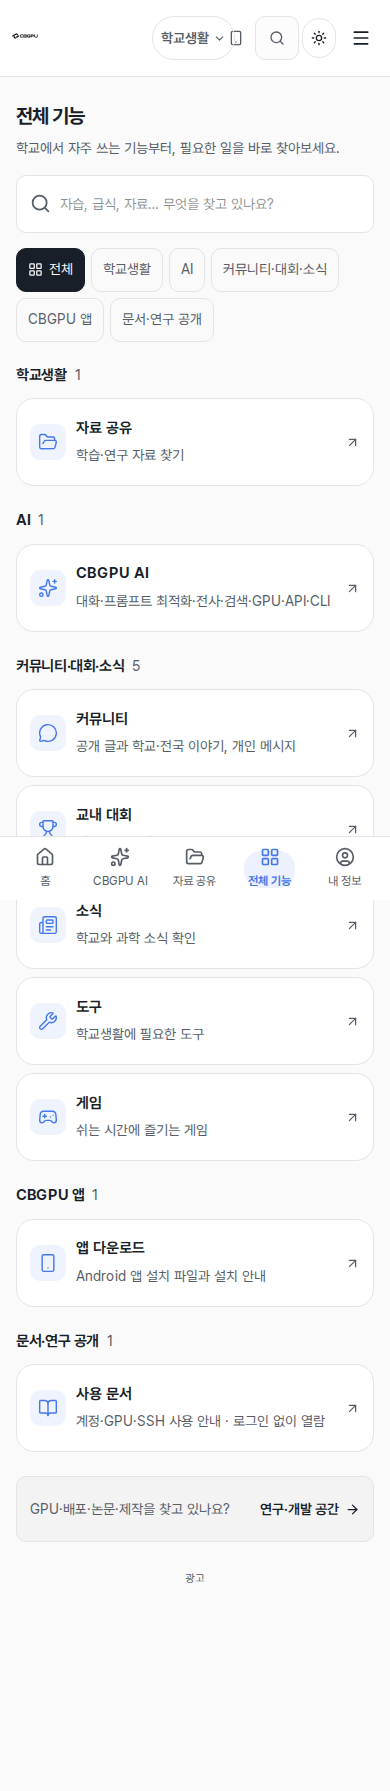 CBGPU
학교생활
전체 기능
학교에서 자주 쓰는 기능부터, 필요한 일을 바로 찾아보세요.
자습, 급식, 자료... 무엇을 찾고 있나요?
전체
학교생활
AI
커뮤니티·대회·소식
CBGPU 앱
문서·연구 공개
학교생활 1
자료 공유
학습·연구 자료 찾기
AI 1
CBGPU AI
대화·프롬프트 최적화·전사·검색·GPU·API·CLI
커뮤니티·대회·소식 5
커뮤니티
공개 글과 학교·전국 이야기, 개인 메시지
교내 대회
홈
CBGPU AI
자료 공유
전체 기능
내 정보
소식
학교와 과학 소식 확인
도구
학교생활에 필요한 도구
게임
쉬는 시간에 즐기는 게임
CBGPU 앱 1
앱 다운로드
Android 앱 설치 파일과 설치 안내
문서·연구 공개 1
사용 문서
계정·GPU·SSH 사용 안내 · 로그인 없이 열람
GPU·배포·논문·제작을 찾고 있나요?
연구·개발 공간
광고